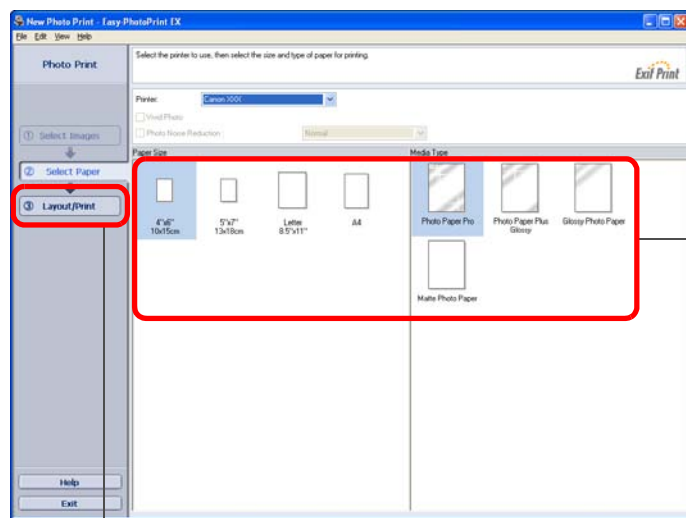 New Photo Print - Easy-PhotoPrint EX
File Edit View Help
Photo Print
Select the printer to use, then select the size and type of paper for printing.
Exif Print
Printer: Canon XXX
Vivid Photo
Photo Noise Reduction : Normal
① Select Images
② Select Paper
③ Layout/Print
Paper Size
4"x6"
10x15cm
5"x7"
13x18cm
Letter
8.5"x11"
A4
Media Type
Photo Paper Pro
Photo Paper Plus
Glossy
Glossy Photo Paper
Matte Photo Paper
Help
Exit